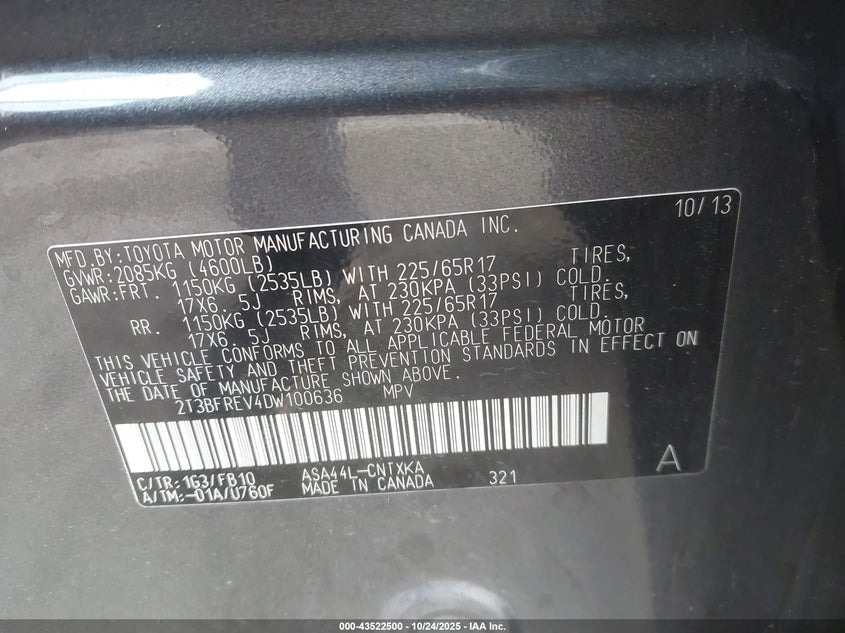 10/13
MFD.BY:TOYOTA MOTOR MANUFACTURING CANADA INC.
GVWR:2085KG (4600LB)
GAWR:FRT. 1150KG (2535LB) WITH 225/65R17 TIRES,
17X6.5J RIMS, AT 230KPA (33PSI) COLD.
RR. 1150KG (2535LB) WITH 225/65R17 TIRES,
17X6.5J RIMS, AT 230KPA (33PSI) COLD.
THIS VEHICLE CONFORMS TO ALL APPLICABLE FEDERAL MOTOR
VEHICLE SAFETY AND THEFT PREVENTION STANDARDS IN EFFECT ON
THE DATE OF MANUFACTURE SHOWN ABOVE.
2T3BFREV4DW100636 MPV
C/TR:1G3/FB10 ASA44L-CNTXKA A
A/TM:-01A/U760F MADE IN CANADA 321
000-43522500 - 10/24/2025 - IAA Inc.